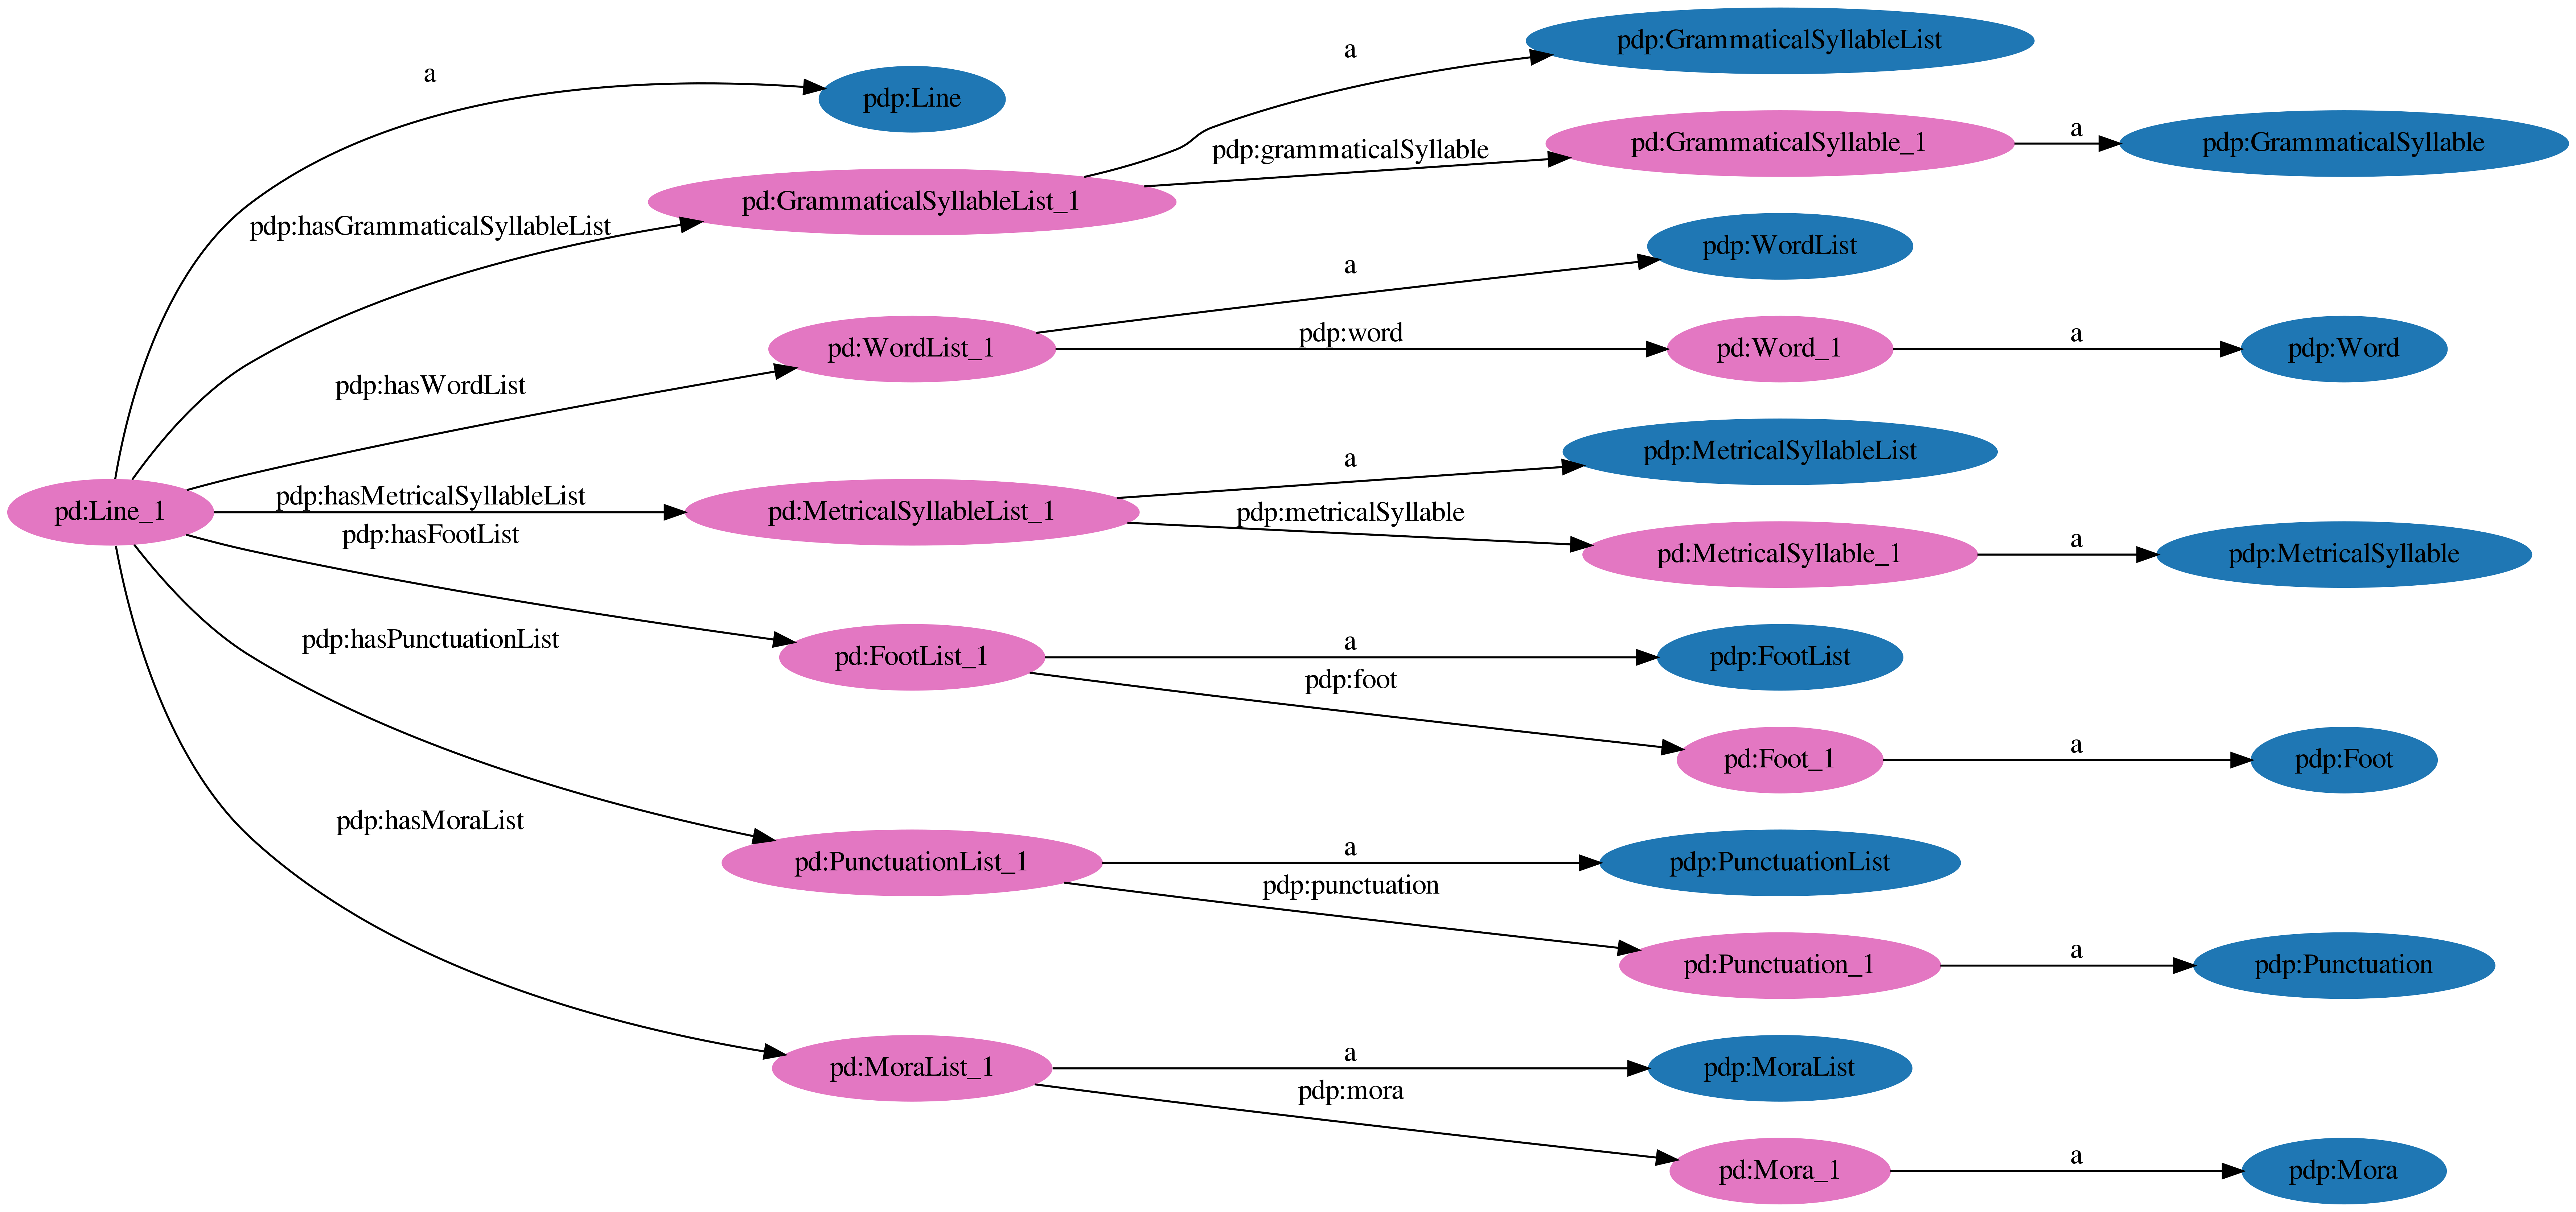 pdp:GrammaticalSyllableList
a
a
pdp:Line
pdp:GrammaticalSyllable_1
a
pdp:GrammaticalSyllable
pdp:grammaticalSyllable
pd:GrammaticalSyllableList_1
pdp:hasGrammaticalSyllableList
pdp:WordList
a
pdp:hasWordList
pd:WordList_1
pdp:word
pd:Word_1
a
pdp:Word
pdp:MetricalSyllableList
a
pd:Line_1
pdp:hasMetricalSyllableList
pd:MetricalSyllableList_1
pdp:metricalSyllable
pd:MetricalSyllable_1
a
pdp:MetricalSyllable
pdp:hasFootList
pd:FootList_1
a
pdp:FootList
pdp:foot
pd:Foot_1
a
pdp:Foot
pdp:hasPunctuationList
pd:PunctuationList_1
a
pdp:PunctuationList
pdp:punctuation
pd:Punctuation_1
a
pdp:Punctuation
pdp:hasMoraList
pd:MoraList_1
a
pdp:MoraList
pdp:mora
pd:Mora_1
a
pdp:Mora